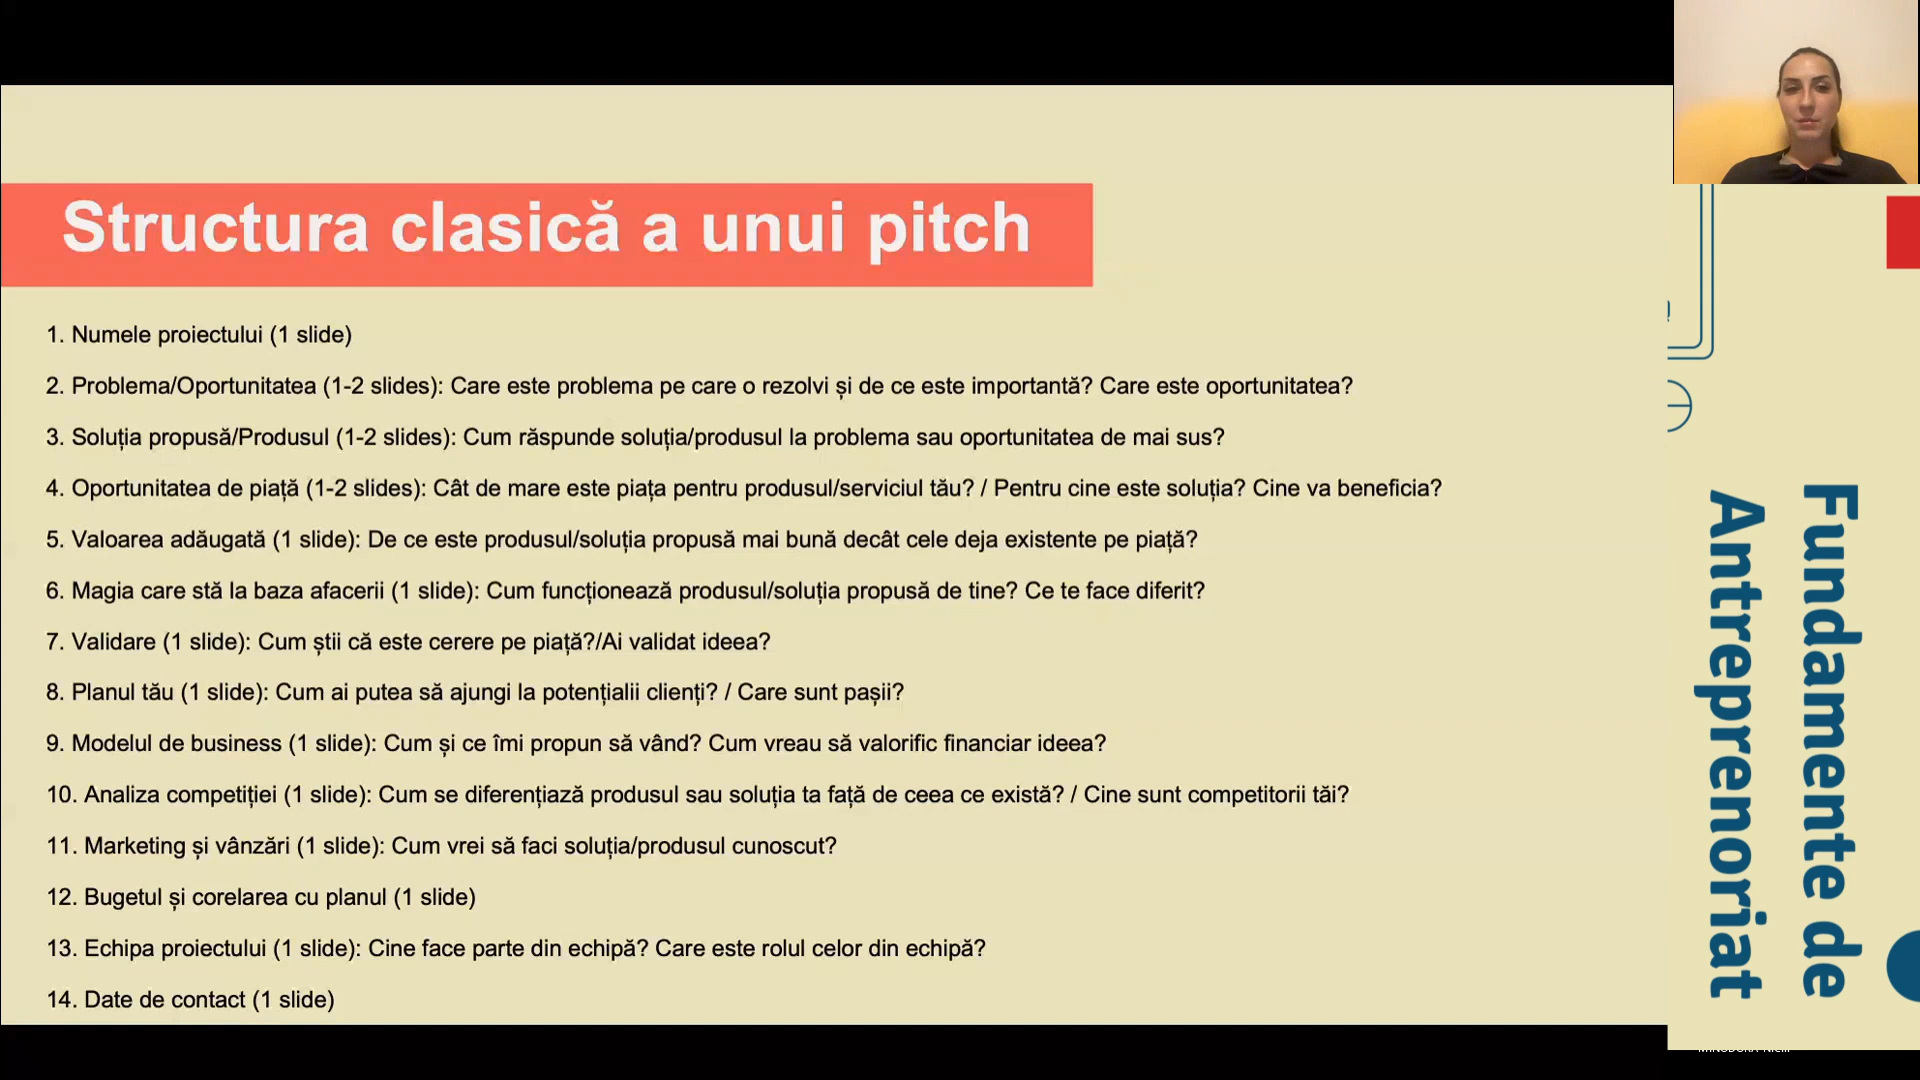 Structura clasică a unui pitch
1. Numele proiectului (1 slide)
2. Problema/Oportunitatea (1-2 slides): Care este problema pe care o rezolvi și de ce este importantă? Care este oportunitatea?
3. Soluția propusă/Produsul (1-2 slides): Cum răspunde soluția/produsul la problema sau oportunitatea de mai sus?
4. Oportunitatea de piață (1-2 slides): Cât de mare este piața pentru produsul/serviciul tău? / Pentru cine este soluția? Cine va beneficia?
5. Valoarea adăugată (1 slide): De ce este produsul/soluția propusă mai bună decât cele deja existente pe piață?
6. Magia care stă la baza afacerii (1 slide): Cum funcționează produsul/soluția propusă de tine? Ce te face diferit?
7. Validare (1 slide): Cum știi că este cerere pe piață?/Ai validat ideea?
8. Planul tău (1 slide): Cum ai putea să ajungi la potențialii clienți? / Care sunt pașii?
9. Modelul de business (1 slide): Cum și ce îmi propun să vând? Cum vreau să valorific financiar ideea?
10. Analiza competiției (1 slide): Cum se diferențiază produsul sau soluția ta față de ceea ce există? / Cine sunt competitorii tăi?
11. Marketing și vânzări (1 slide): Cum vrei să faci soluția/produsul cunoscut?
12. Bugetul și corelarea cu planul (1 slide)
13. Echipa proiectului (1 slide): Cine face parte din echipă? Care este rolul celor din echipă?
14. Date de contact (1 slide)
Fundamente de
Antreprenoriat